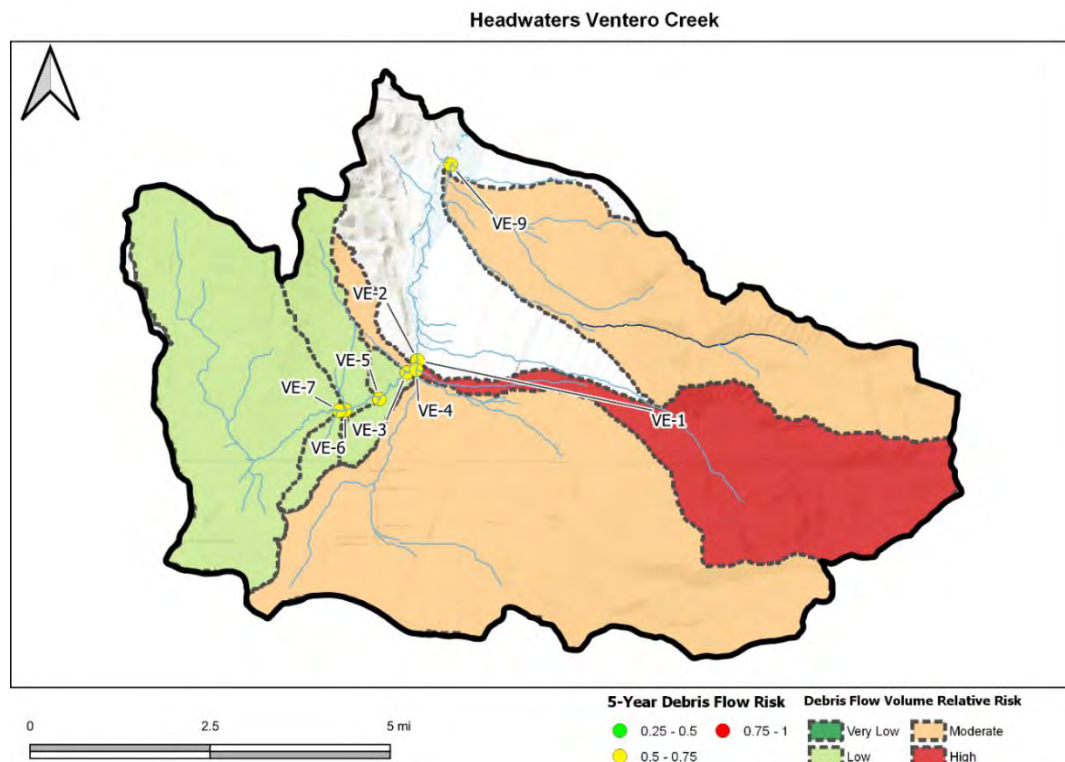 Headwaters Ventero Creek
VE-9
VE-2
VE-5
VE-7
VE-3
VE-4
VE-1
VE-6
0 2.5 5 mi
5-Year Debris Flow Risk
0.25 - 0.5
0.75 - 1
0.5 - 0.75
Debris Flow Volume Relative Risk
Very Low
Moderate
Low
High